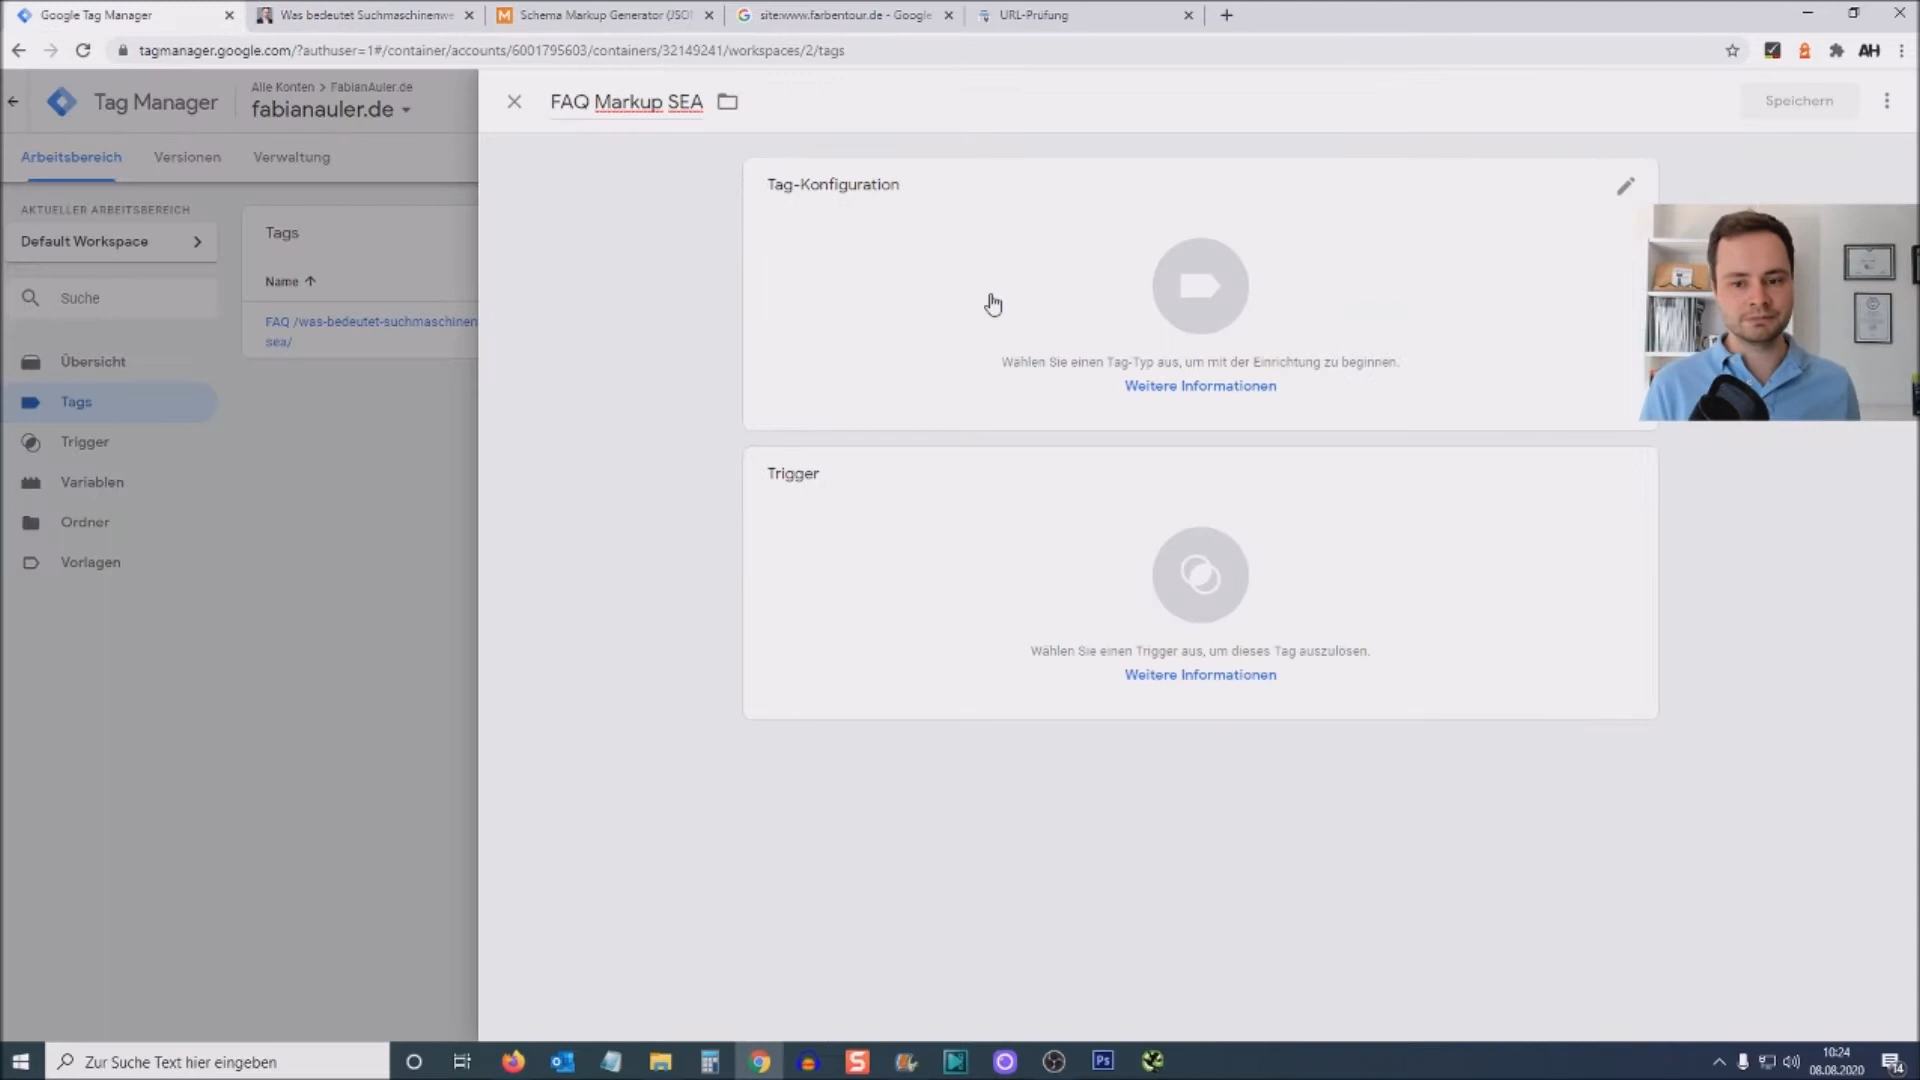 Google Tag Manager
Was bedeutet Suchmaschinenwe
Schema Markup Generator (JSO
site:www.farbentour.de - Google
URL-Prüfung
tagmanager.google.com/?authuser=1#/container/accounts/6001795603/containers/32149241/workspaces/2/tags
AH
Tag Manager
Alle Konten > FabianAuler.de
fabianauler.de
FAQ Markup SEA
Speichern
Arbeitsbereich
Versionen
Verwaltung
AKTUELLER ARBEITSBEREICH
Default Workspace
Suche
Übersicht
Tags
Trigger
Variablen
Ordner
Vorlagen
Tags
Name
FAQ /was-bedeutet-suchmaschinen
sea/
Tag-Konfiguration
Wählen Sie einen Tag-Typ aus, um mit der Einrichtung zu beginnen.
Weitere Informationen
Trigger
Wählen Sie einen Trigger aus, um dieses Tag auszulösen.
Weitere Informationen
Zur Suche Text hier eingeben
Ps
10:24
08.08.2020
14